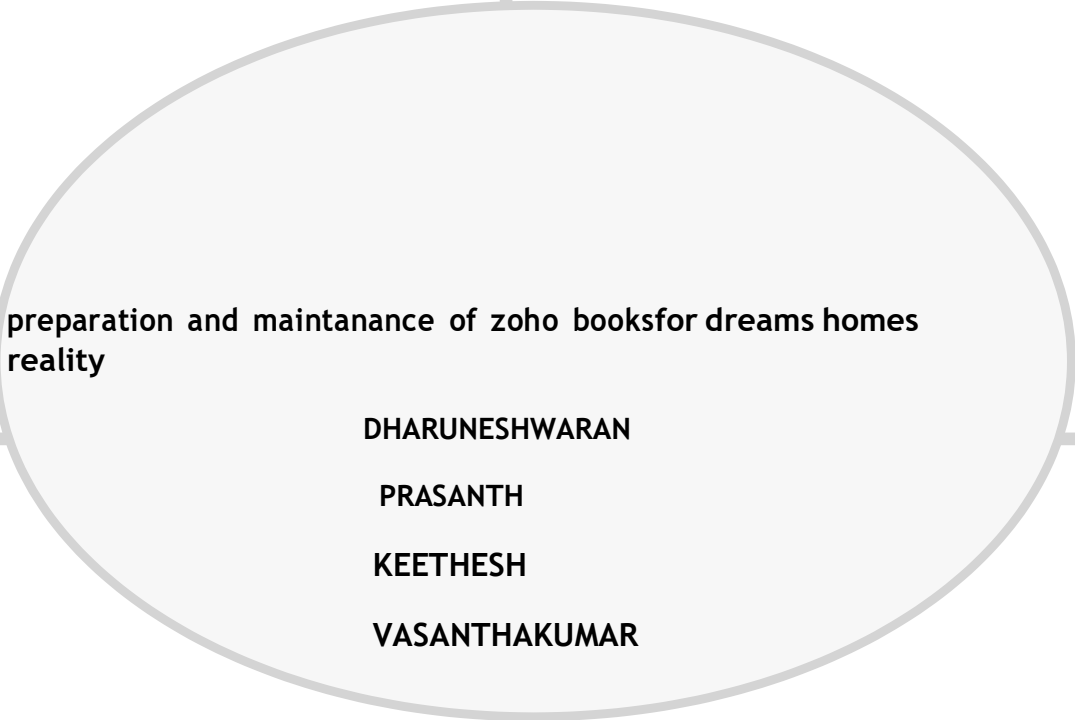 preparation and maintanance of zoho booksfor dreams homes
reality
DHARUNESHWARAN
PRASANTH
KEETHESH
VASANTHAKUMAR